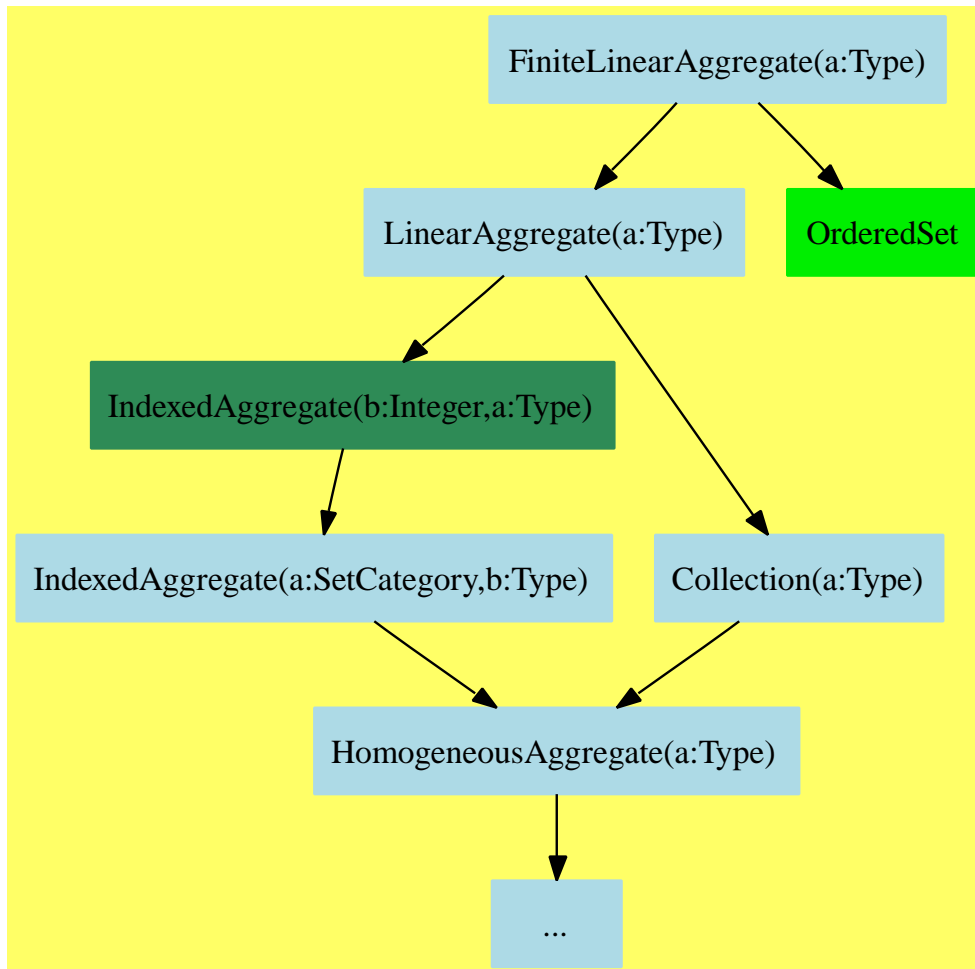 FiniteLinearAggregate(a:Type)
LinearAggregate(a:Type)
OrderedSet
IndexedAggregate(b:Integer,a:Type)
IndexedAggregate(a:SetCategory,b:Type)
Collection(a:Type)
HomogeneousAggregate(a:Type)
...